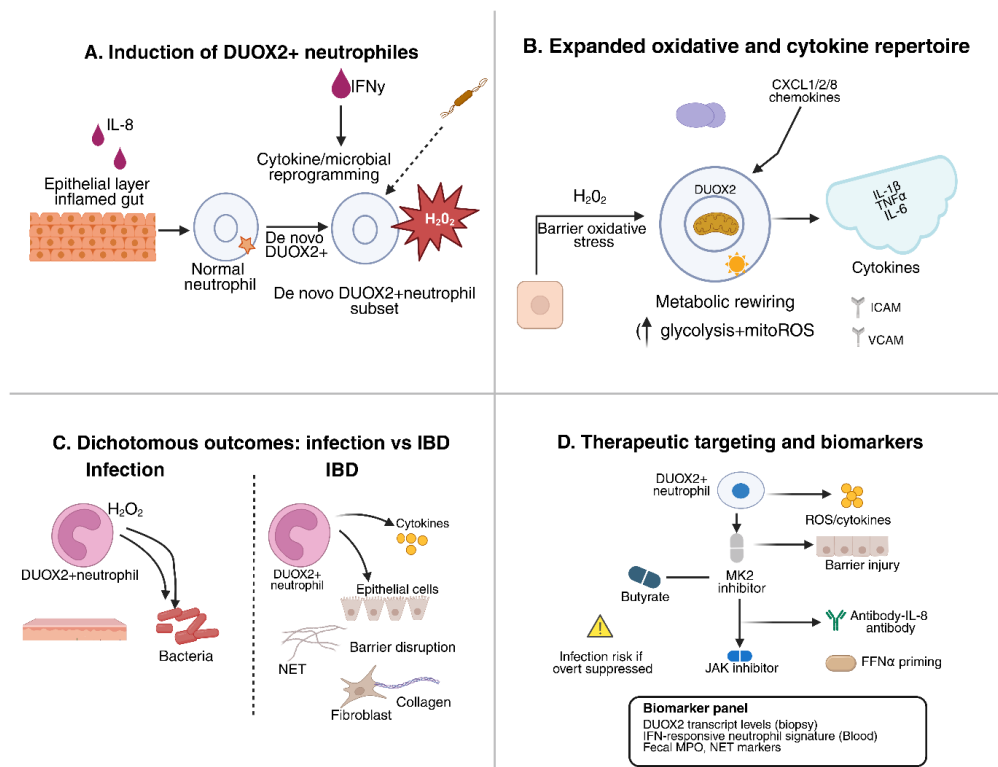 A. Induction of DUOX2+ neutrophiles
IL-8
IFNy
Epithelial layer
inflamed gut
Cytokine/microbial
reprogramming
H₂0₂
De novo
DUOX2+
Normal
neutrophil
De novo DUOX2+neutrophil
subset
B. Expanded oxidative and cytokine repertoire
CXCL1/2/8
chemokines
H₂0₂
Barrier oxidative
stress
DUOX2
IL-1β
TNFα
IL-6
Cytokines
Metabolic rewiring
( glycolysis+mitoROS
ICAM
VCAM
C. Dichotomous outcomes: infection vs IBD
Infection
IBD
H₂O₂
DUOX2+neutrophil
Bacteria
Cytokines
DUOX2+
neutrophil
Epithelial cells
Barrier disruption
NET
Collagen
Fibroblast
D. Therapeutic targeting and biomarkers
DUOX2+
neutrophil
ROS/cytokines
Barrier injury
MK2
inhibitor
Butyrate
Antibody-IL-8
antibody
Infection risk if
overt suppressed
JAK inhibitor
FFNα priming
Biomarker panel
DUOX2 transcript levels (biopsy)
IFN-responsive neutrophil signature (Blood)
Fecal MPO, NET markers